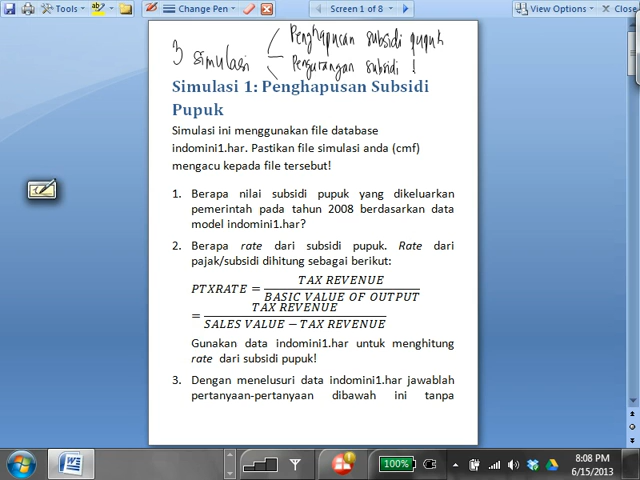 Tools
Change Pen
Screen 1 of 8
View Options
Close
3 simulasi
Penghapusan subsidi pupuk
Pengurangan subsidi !
Simulasi 1: Penghapusan Subsidi
Pupuk
Simulasi ini menggunakan file database
indomini1.har. Pastikan file simulasi anda (cmf)
mengacu kepada file tersebut!
1. Berapa nilai subsidi pupuk yang dikeluarkan
pemerintah pada tahun 2008 berdasarkan data
model indomini1.har?
2. Berapa rate dari subsidi pupuk. Rate dari
pajak/subsidi dihitung sebagai berikut:
PTXRATE = TAX REVENUE / BASIC VALUE OF OUTPUT
= TAX REVENUE / SALES VALUE − TAX REVENUE
Gunakan data indomini1.har untuk menghitung
rate dari subsidi pupuk!
3. Dengan menelusuri data indomini1.har jawablah
pertanyaan-pertanyaan dibawah ini tanpa
100%
8:08 PM
6/15/2013